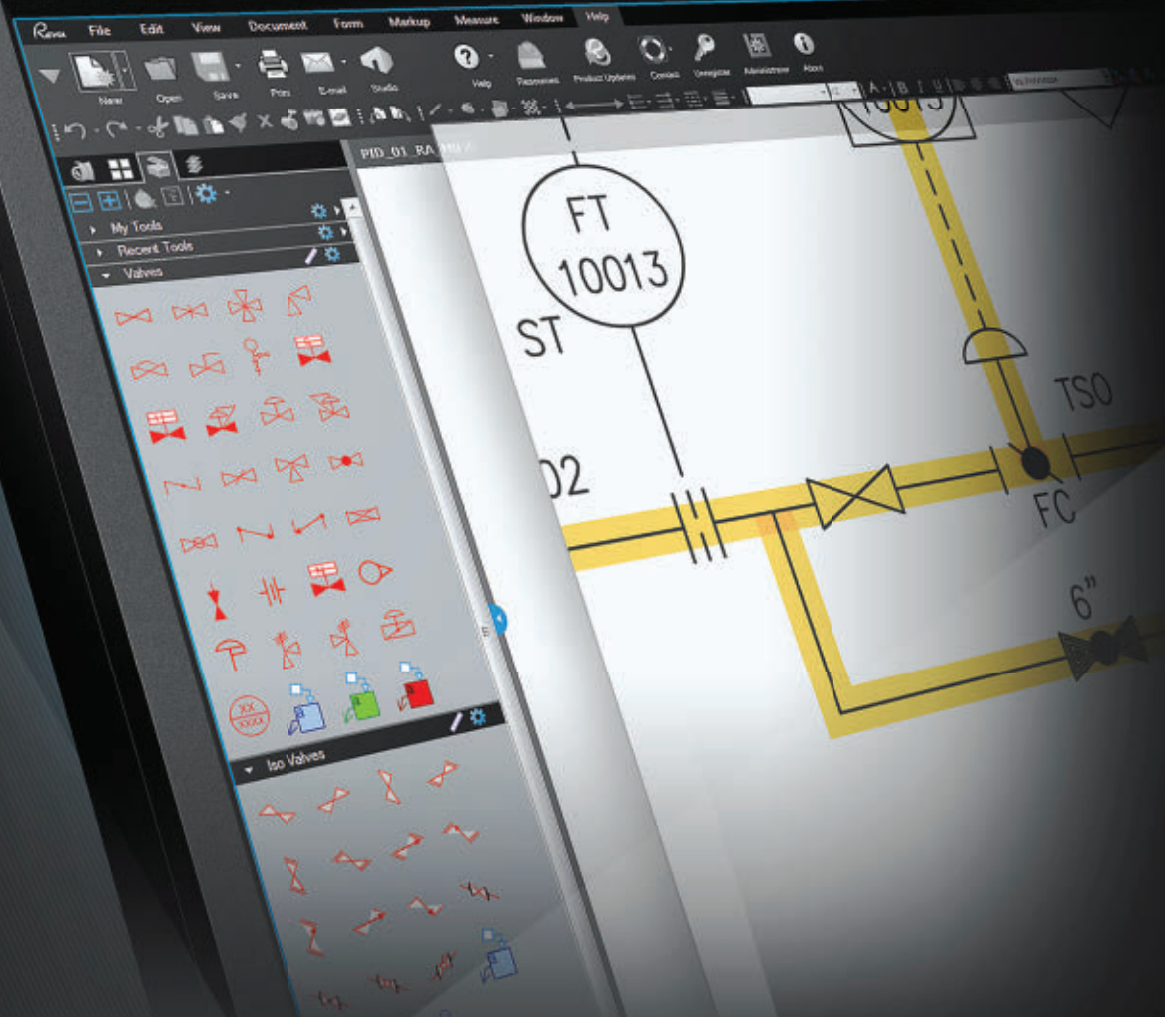 Revu File Edit View Document Form Markup Measure Window Help
New Open Save Print E-mail Studio Help Resources Product Updates Contact Unregister Administrator About
A B I U
PID_01_RA
My Tools
Recent Tools
Valves
XX
XXXX
Iso Valves
FT
10013
ST
02
TSO
FC
6”